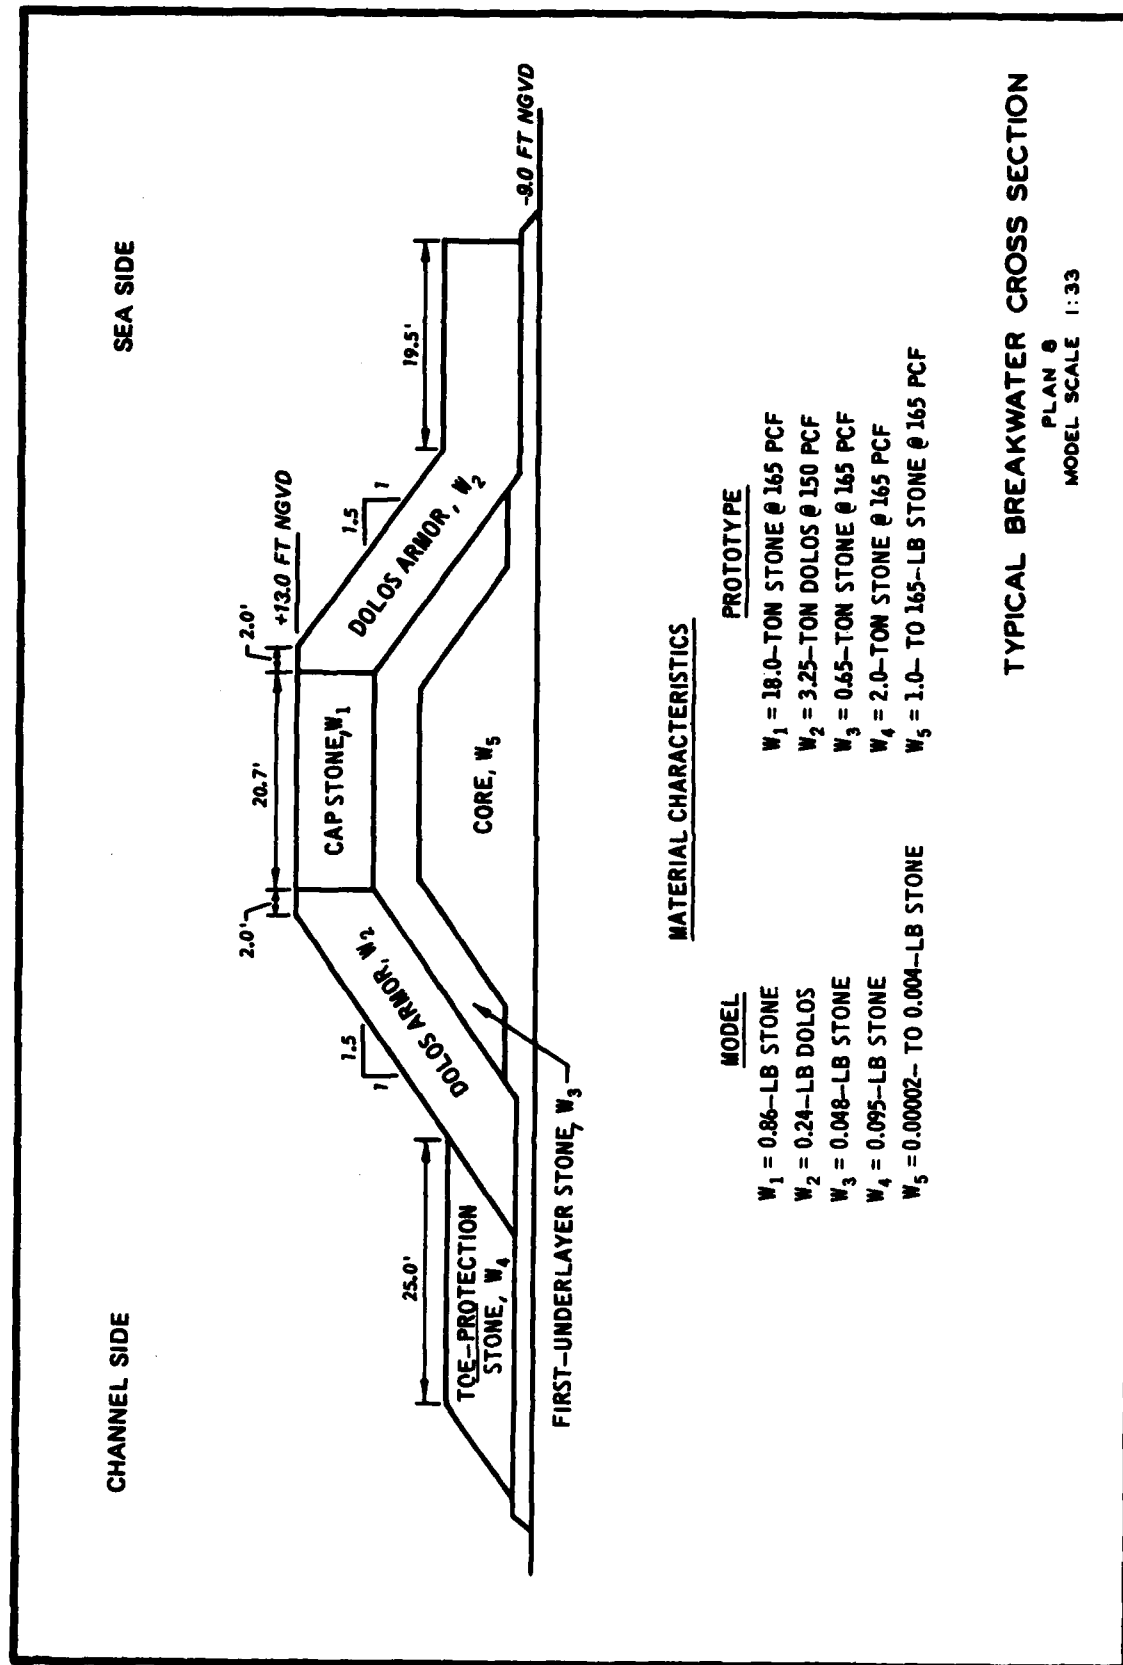 CHANNEL SIDE
SEA SIDE
2.0'
20.7'
2.0'
+13.0 FT NGVD
1.5
1
1.5
1
25.0'
19.5'
TOE-PROTECTION
STONE, W4
DOLOS ARMOR, W2
CAP STONE, W1
DOLOS ARMOR, W2
CORE, W5
-9.0 FT NGVD
FIRST-UNDERLAYER STONE, W3
MATERIAL CHARACTERISTICS
MODEL
W1 = 0.86-LB STONE
W2 = 0.24-LB DOLOS
W3 = 0.048-LB STONE
W4 = 0.095-LB STONE
W5 = 0.00002- TO 0.004-LB STONE
PROTOTYPE
W1 = 18.0-TON STONE @ 165 PCF
W2 = 3.25-TON DOLOS @ 150 PCF
W3 = 0.65-TON STONE @ 165 PCF
W4 = 2.0-TON STONE @ 165 PCF
W5 = 1.0- TO 165-LB STONE @ 165 PCF
TYPICAL BREAKWATER CROSS SECTION
PLAN
MODEL SCALE 1:33